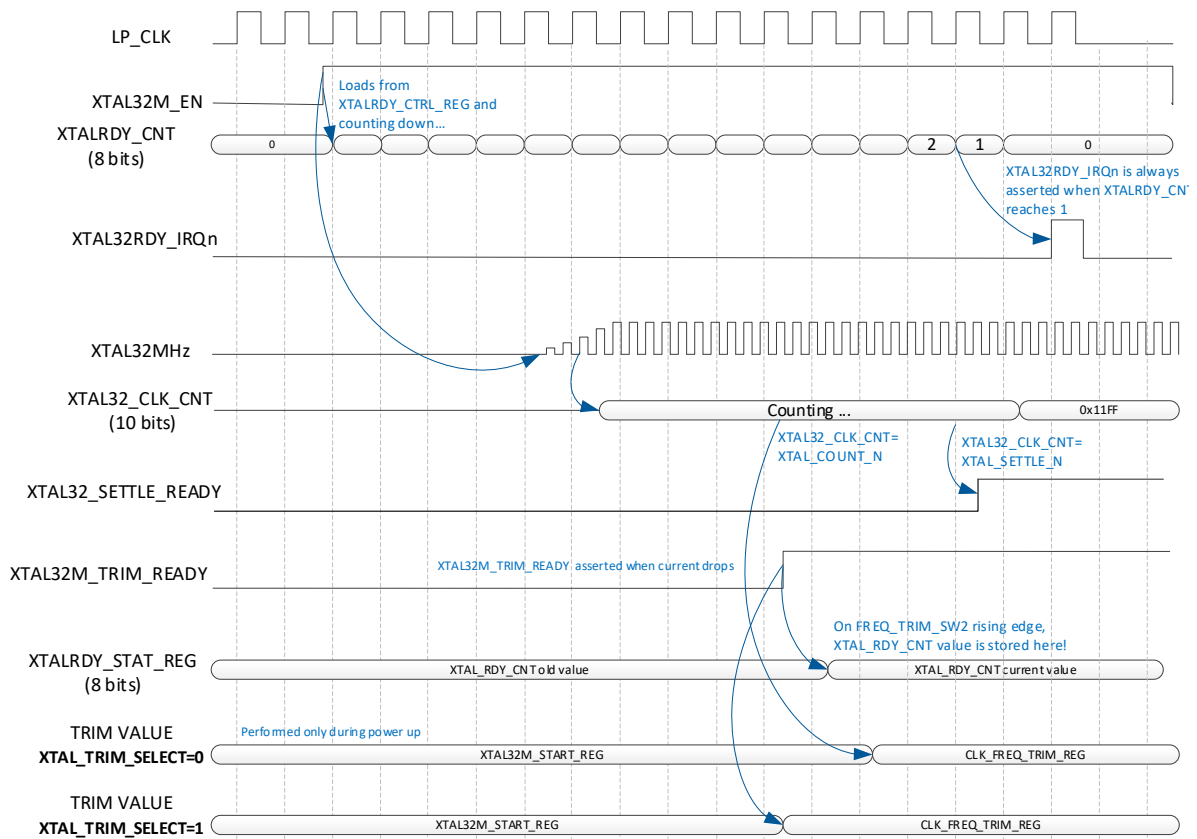 LP_CLK
XTAL32M_EN
Loads from
XTALRDY_CTRL_REG and
counting down...
XTALRDY_CNT
(8 bits)
0
2
1
0
XTAL32RDY_IRQn is always
asserted when XTALRDY_CNT
reaches 1
XTAL32RDY_IRQn
XTAL32MHz
XTAL32_CLK_CNT
(10 bits)
Counting ...
0x11FF
XTAL32_CLK_CNT=
XTAL_COUNT_N
XTAL32_CLK_CNT=
XTAL_SETTLE_N
XTAL32_SETTLE_READY
XTAL32M_TRIM_READY
XTAL32M_TRIM_READY asserted when current drops
On FREQ_TRIM_SW2 rising edge,
XTAL_RDY_CNT value is stored here!
XTALRDY_STAT_REG
(8 bits)
XTAL_RDY_CNT old value
XTAL_RDY_CNT current value
TRIM VALUE
XTAL_TRIM_SELECT=0
Performed only during power up
XTAL32M_START_REG
CLK_FREQ_TRIM_REG
TRIM VALUE
XTAL_TRIM_SELECT=1
XTAL32M_START_REG
CLK_FREQ_TRIM_REG